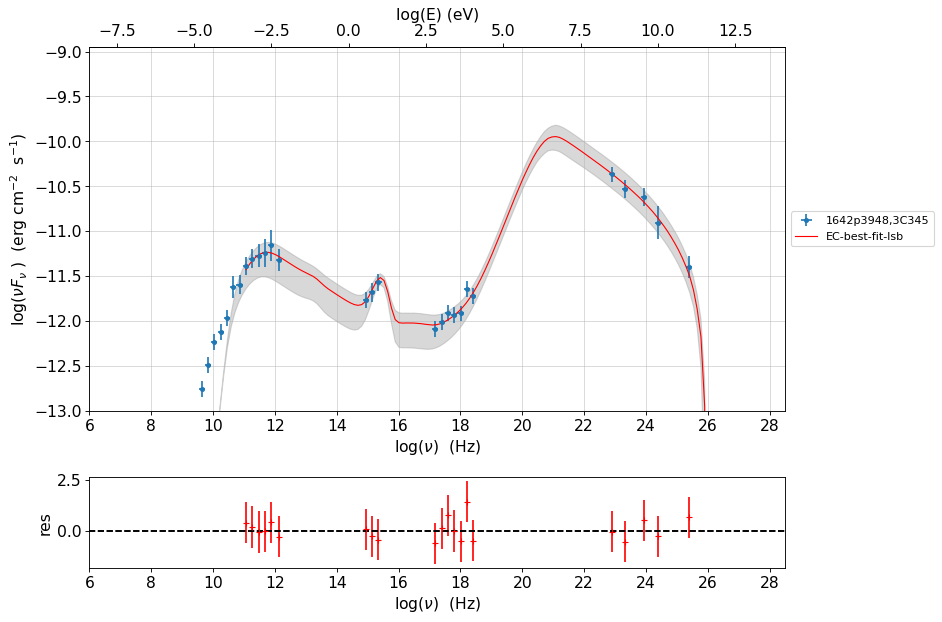 log(E) (eV)
−7.5 −5.0 −2.5 0.0 2.5 5.0 7.5 10.0 12.5
−9.0
−9.5
−10.0
−10.5
−11.0
−11.5
−12.0
−12.5
−13.0
log(νFν ) (erg cm−2 s−1)
6 8 10 12 14 16 18 20 22 24 26 28
log(ν) (Hz)
1642p3948,3C345
EC-best-fit-lsb
2.5
0.0
res
6 8 10 12 14 16 18 20 22 24 26 28
log(ν) (Hz)